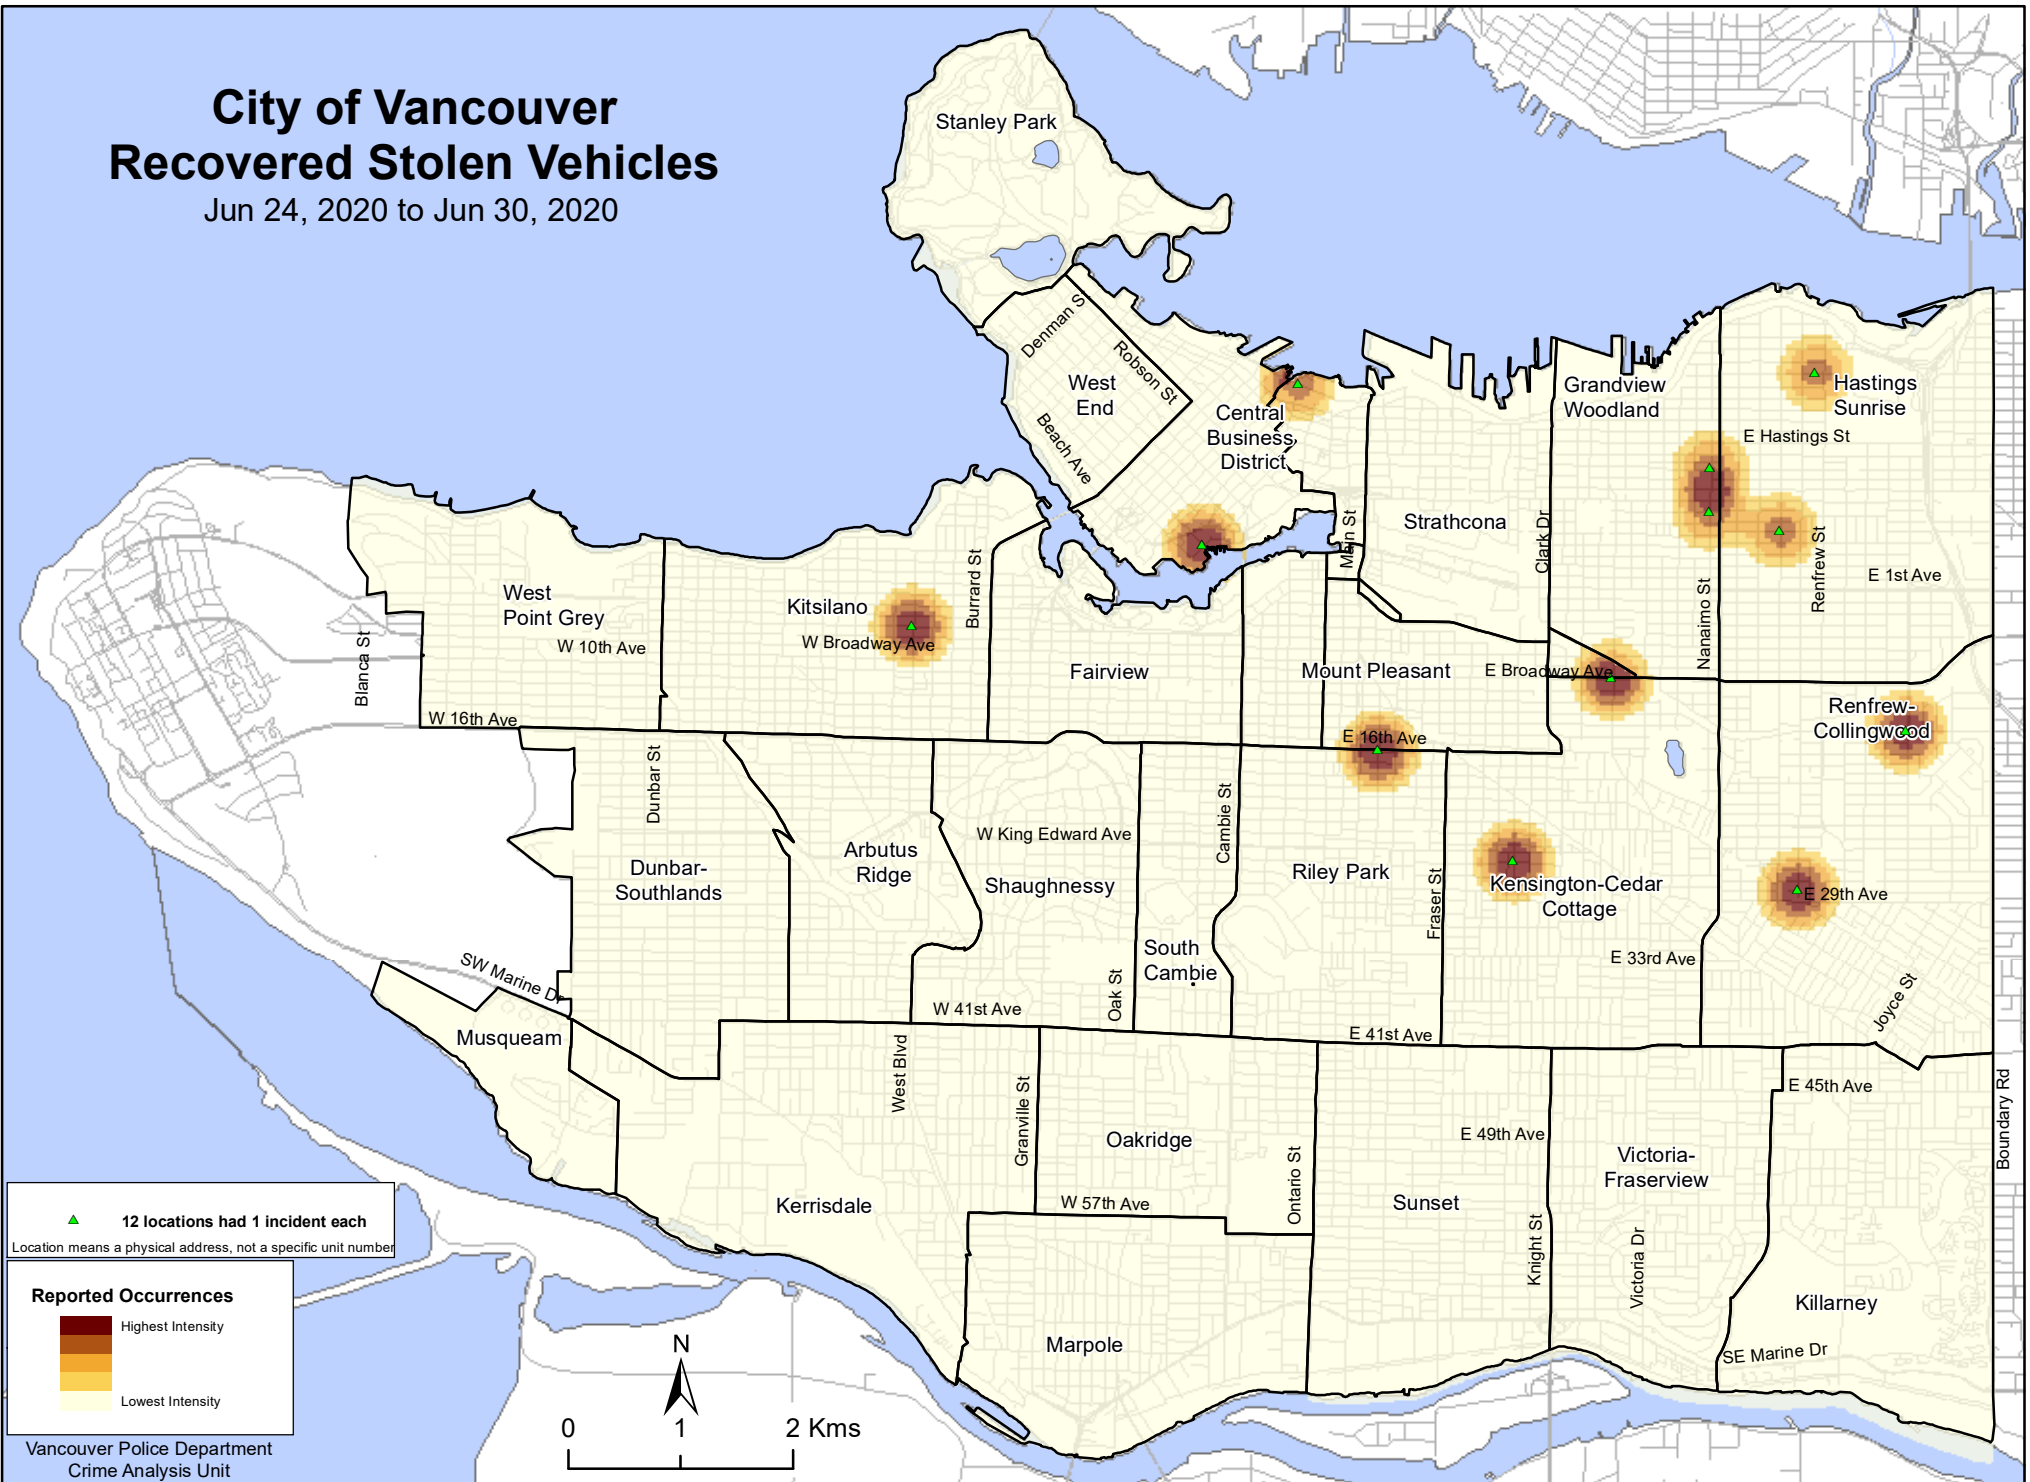 City of Vancouver
Recovered Stolen Vehicles
Jun 24, 2020 to Jun 30, 2020
Stanley Park
Denman S
Robson St
West
End
Beach Ave
Central
Business
District
Grandview
Woodland
Hastings
Sunrise
E Hastings St
Strathcona
Main St
Clark Dr
Renfrew St
E 1st Ave
Nanaimo St
West
Point Grey
W 10th Ave
Blanca St
W 16th Ave
Kitsilano
W Broadway Ave
Burrard St
Fairview
Mount Pleasant
E Broadway Ave
E 16th Ave
Renfrew-
Collingwood
Dunbar St
Dunbar-
Southlands
Arbutus
Ridge
W King Edward Ave
Shaughnessy
Cambie St
Riley Park
Fraser St
Kensington-Cedar
Cottage
E 29th Ave
E 33rd Ave
South
Cambie
Oak St
W 41st Ave
E 41st Ave
Joyce St
SW Marine Dr
Musqueam
West Blvd
Granville St
Oakridge
Ontario St
W 57th Ave
E 49th Ave
E 45th Ave
Boundary Rd
Victoria-
Fraserview
Sunset
Kerrisdale
Knight St
Victoria Dr
Killarney
Marpole
SE Marine Dr
12 locations had 1 incident each
Location means a physical address, not a specific unit number
Reported Occurrences
Highest Intensity
Lowest Intensity
Vancouver Police Department
Crime Analysis Unit
N
0 1 2 Kms